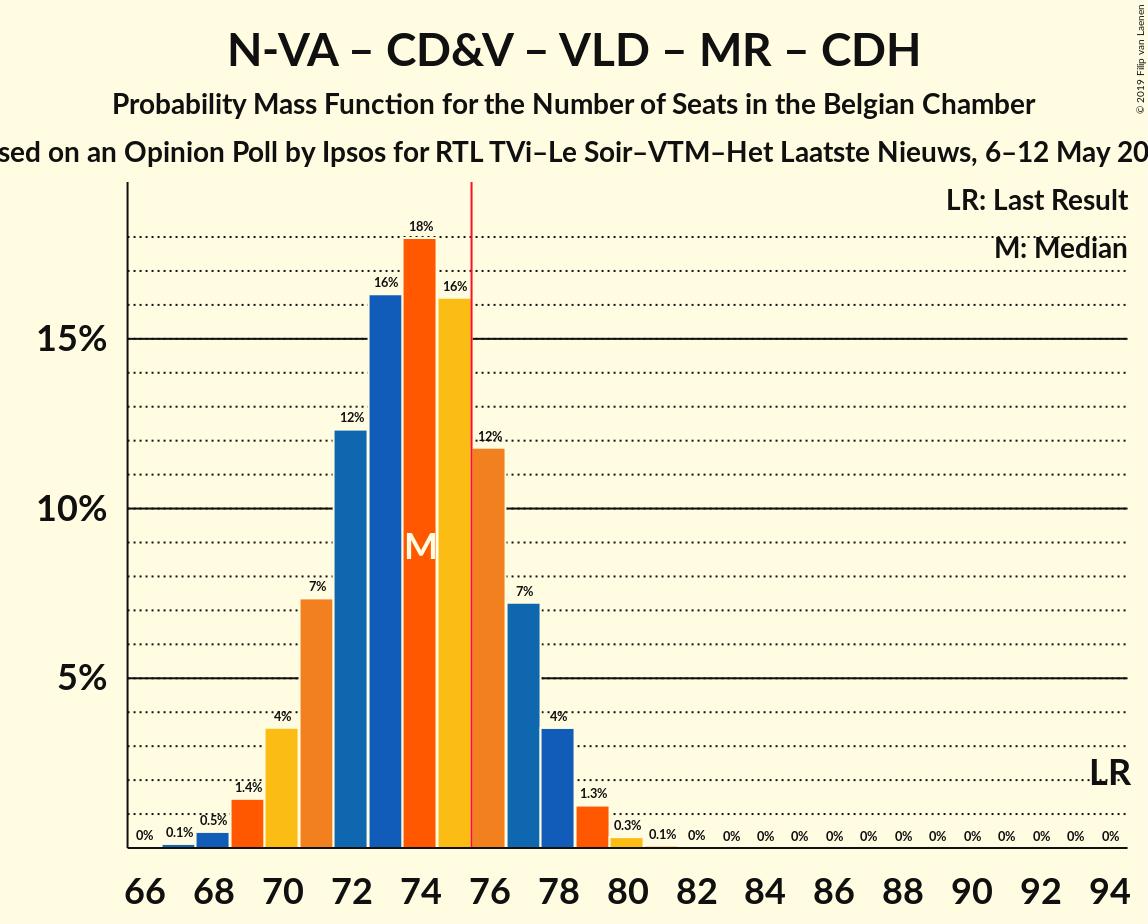 N-VA – CD&V – VLD – MR – CDH
Probability Mass Function for the Number of Seats in the Belgian Chamber
sed on an Opinion Poll by Ipsos for RTL TVi–Le Soir–VTM–Het Laatste Nieuws, 6–12 May 20
© 2019 Filip van Laenen
LR: Last Result
M: Median
15%
10%
5%
0% 0.1% 0.5% 1.4% 4% 7% 12% 16% 18% 16% 12% 7% 4% 1.3% 0.3% 0.1% 0% 0% 0% 0% 0% 0% 0% 0% 0% 0% 0% 0% 0%
M
LR
66 68 70 72 74 76 78 80 82 84 86 88 90 92 94